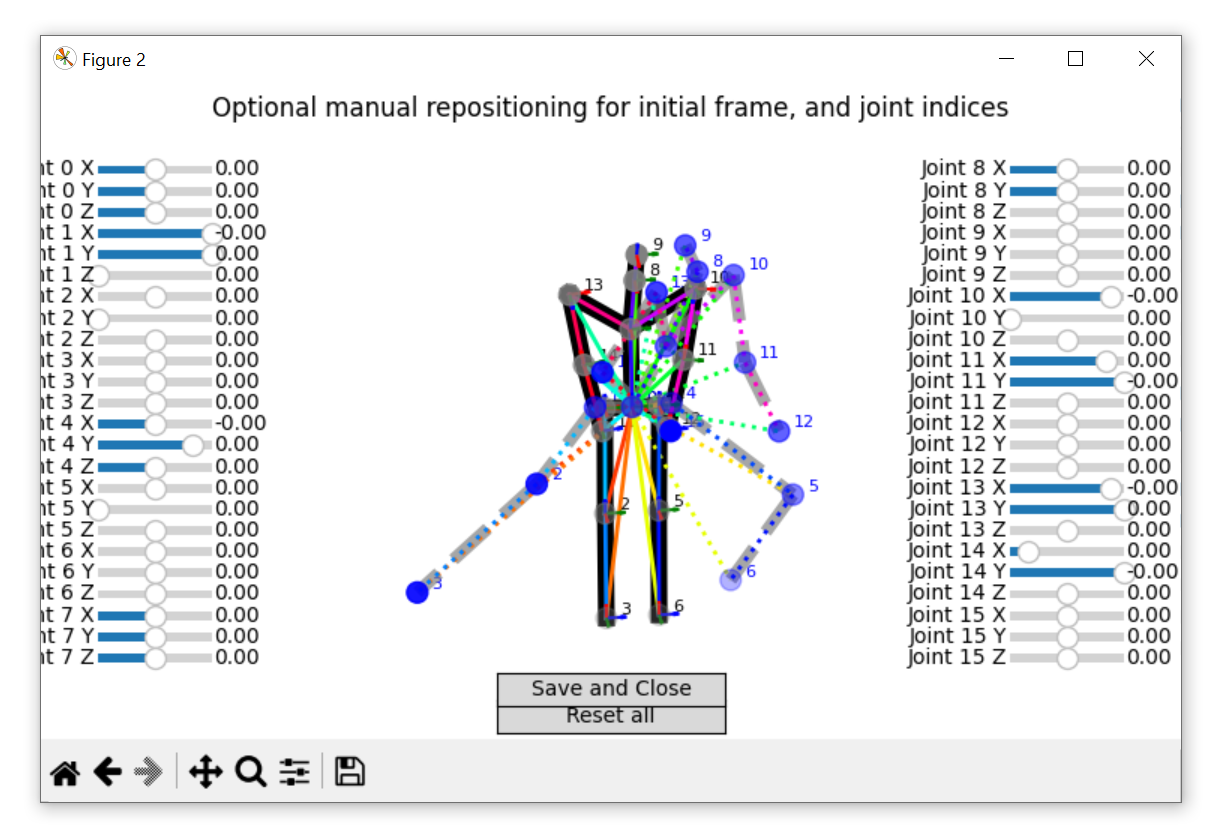 Figure 2
Optional manual repositioning for initial frame, and joint indices
nt 0 X 0.00
nt 0 Y 0.00
nt 0 Z 0.00
nt 1 X -0.00
nt 1 Y 0.00
nt 1 Z 0.00
nt 2 X 0.00
nt 2 Y 0.00
nt 2 Z 0.00
nt 3 X 0.00
nt 3 Y 0.00
nt 3 Z 0.00
nt 4 X -0.00
nt 4 Y 0.00
nt 4 Z 0.00
nt 5 X 0.00
nt 5 Y 0.00
nt 5 Z 0.00
nt 6 X 0.00
nt 6 Y 0.00
nt 6 Z 0.00
nt 7 X 0.00
nt 7 Y 0.00
nt 7 Z 0.00
9
9
8
8
10
13
13
10
11
11
4
12
2
2
5
5
3
6
3
6
Joint 8 X 0.00
Joint 8 Y 0.00
Joint 8 Z 0.00
Joint 9 X 0.00
Joint 9 Y 0.00
Joint 9 Z 0.00
Joint 10 X -0.00
Joint 10 Y 0.00
Joint 10 Z 0.00
Joint 11 X 0.00
Joint 11 Y -0.00
Joint 11 Z 0.00
Joint 12 X 0.00
Joint 12 Y 0.00
Joint 12 Z 0.00
Joint 13 X -0.00
Joint 13 Y 0.00
Joint 13 Z 0.00
Joint 14 X 0.00
Joint 14 Y -0.00
Joint 14 Z 0.00
Joint 15 X 0.00
Joint 15 Y 0.00
Joint 15 Z 0.00
Save and Close
Reset all